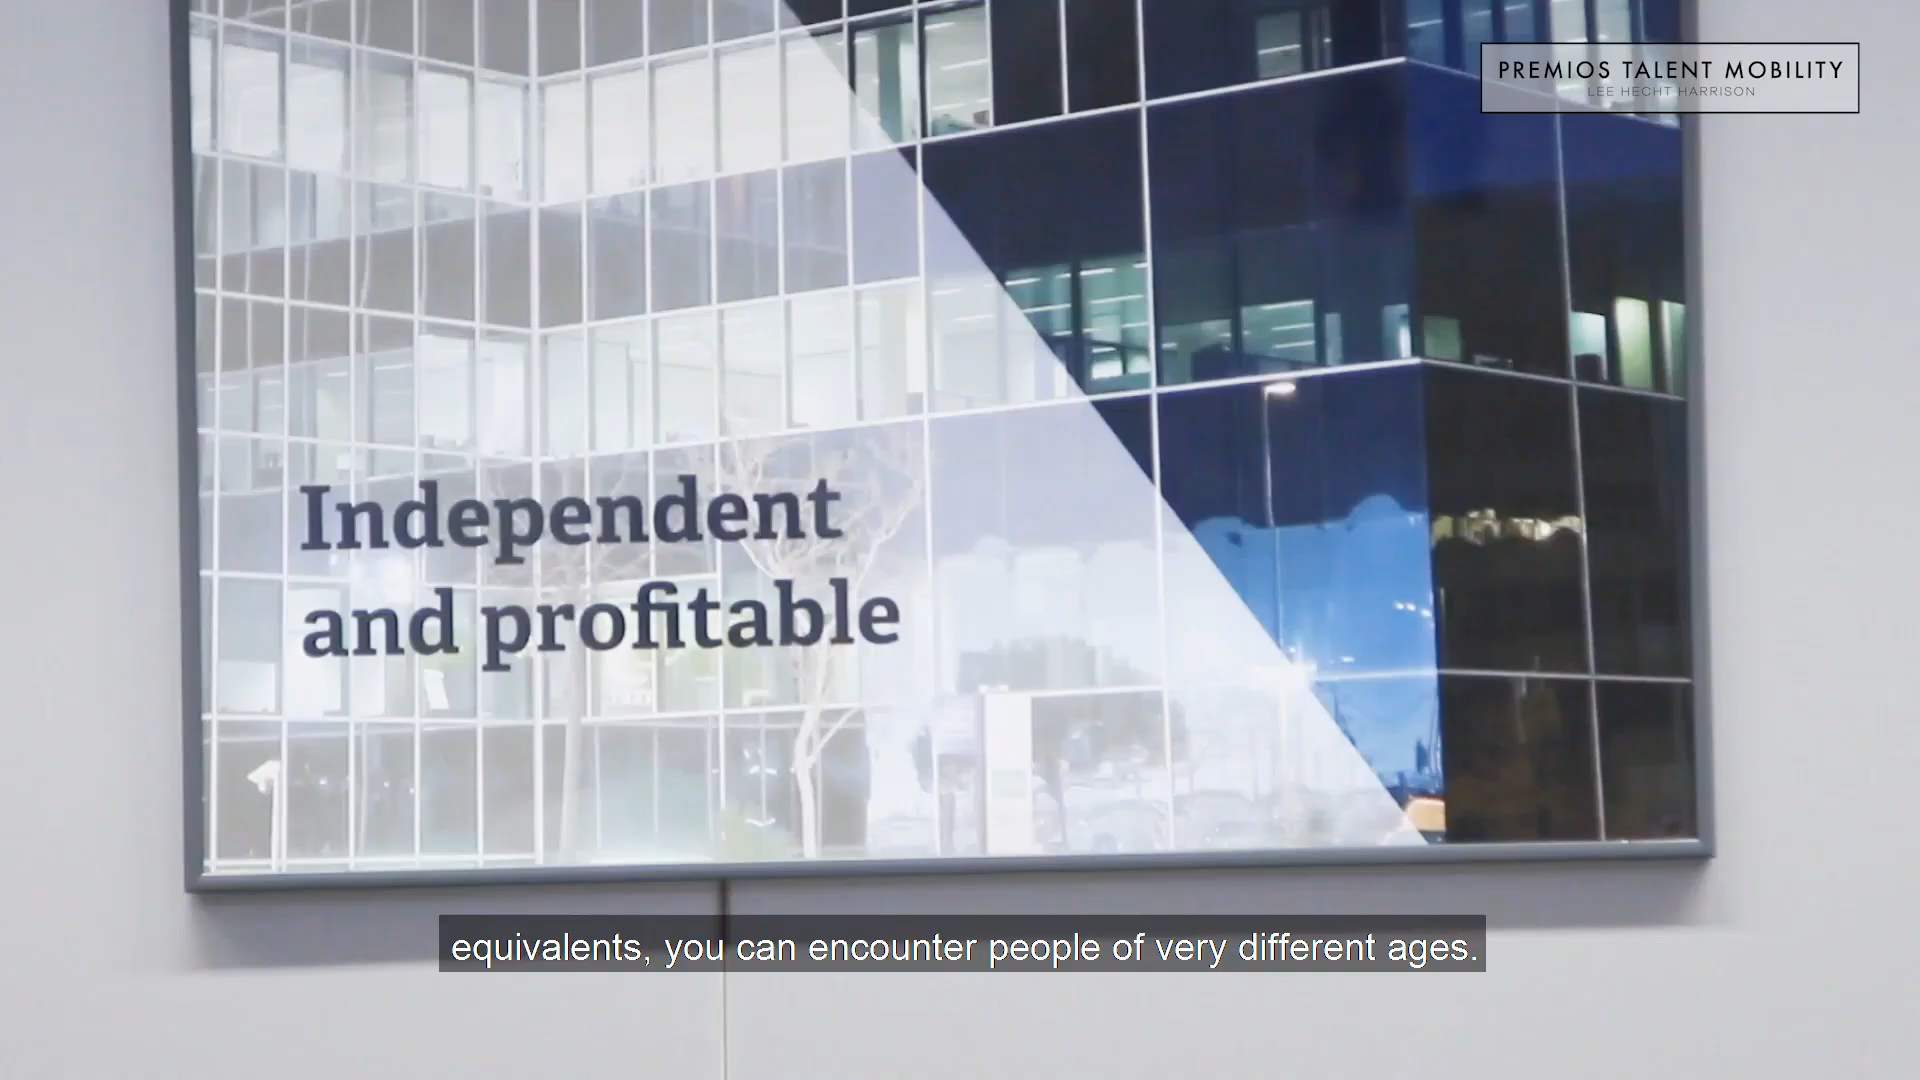 PREMIOS TALENT MOBILITY
LEE HECHT HARRISON
Independent
and profitable
equivalents, you can encounter people of very different ages.